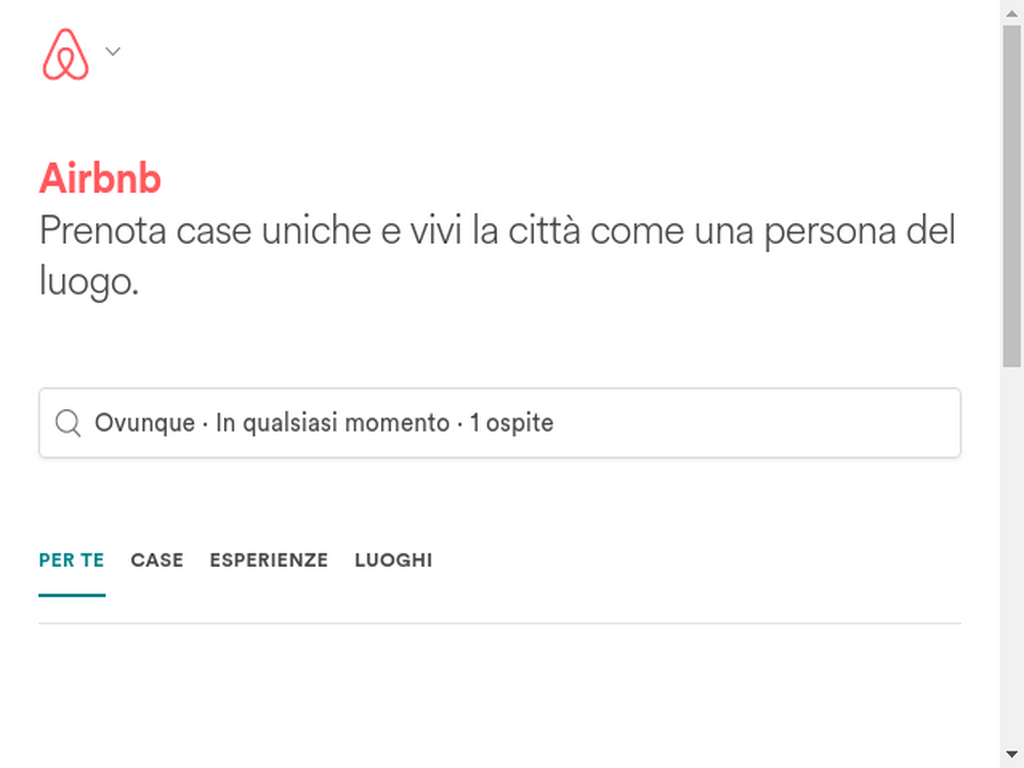 Airbnb
Prenota case uniche e vivi la città come una persona del
luogo.
Ovunque · In qualsiasi momento · 1 ospite
PER TE CASE ESPERIENZE LUOGHI